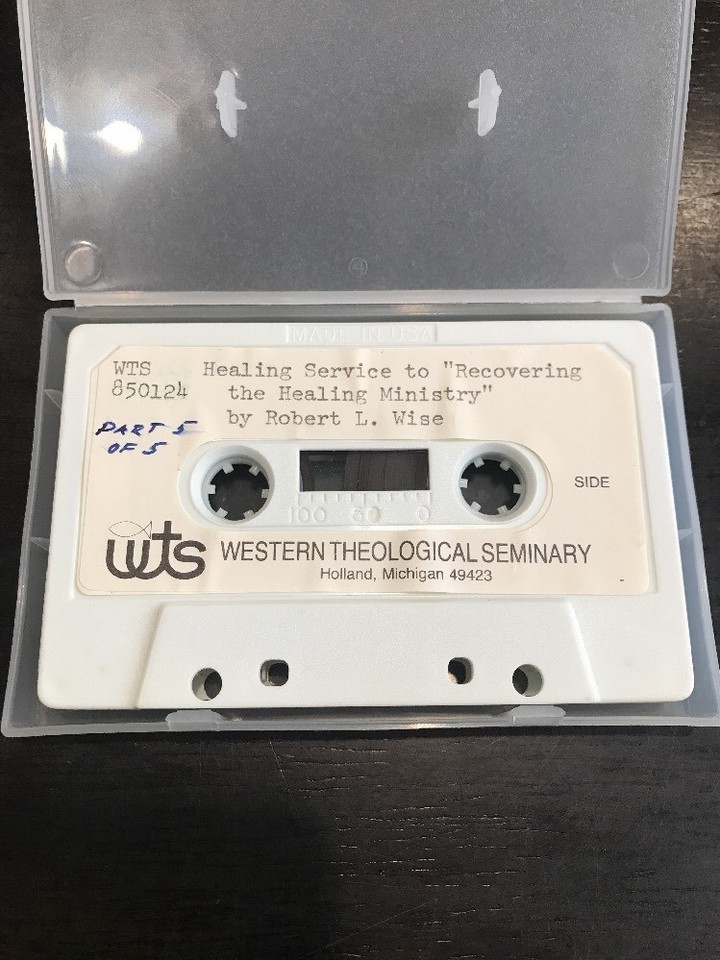 MADE IN USA
WTS Healing Service to "Recovering
850124 the Healing Ministry"
by Robert L. Wise
PART 5
OF 5
SIDE
100 50 0
wts WESTERN THEOLOGICAL SEMINARY
Holland, Michigan 49423